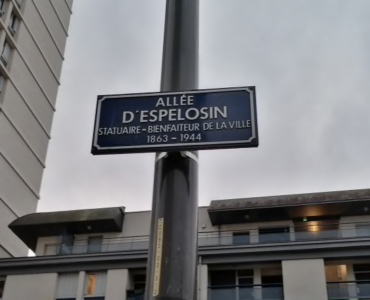 ALLÉE
D'ESPELOSIN
STATUAIRE - BIENFAITEUR DE LA VILLE
1863 - 1944